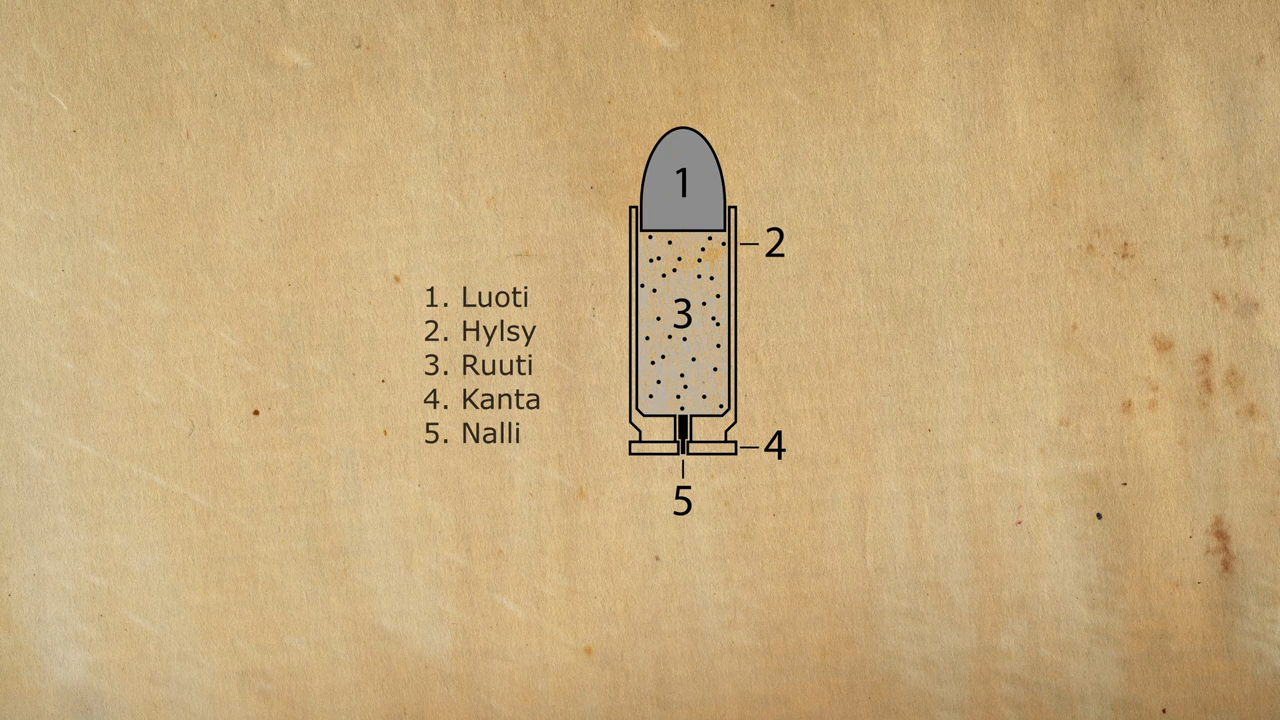 1
2
3
1. Luoti
2. Hylsy
3. Ruuti
4. Kanta
5. Nalli
4
5